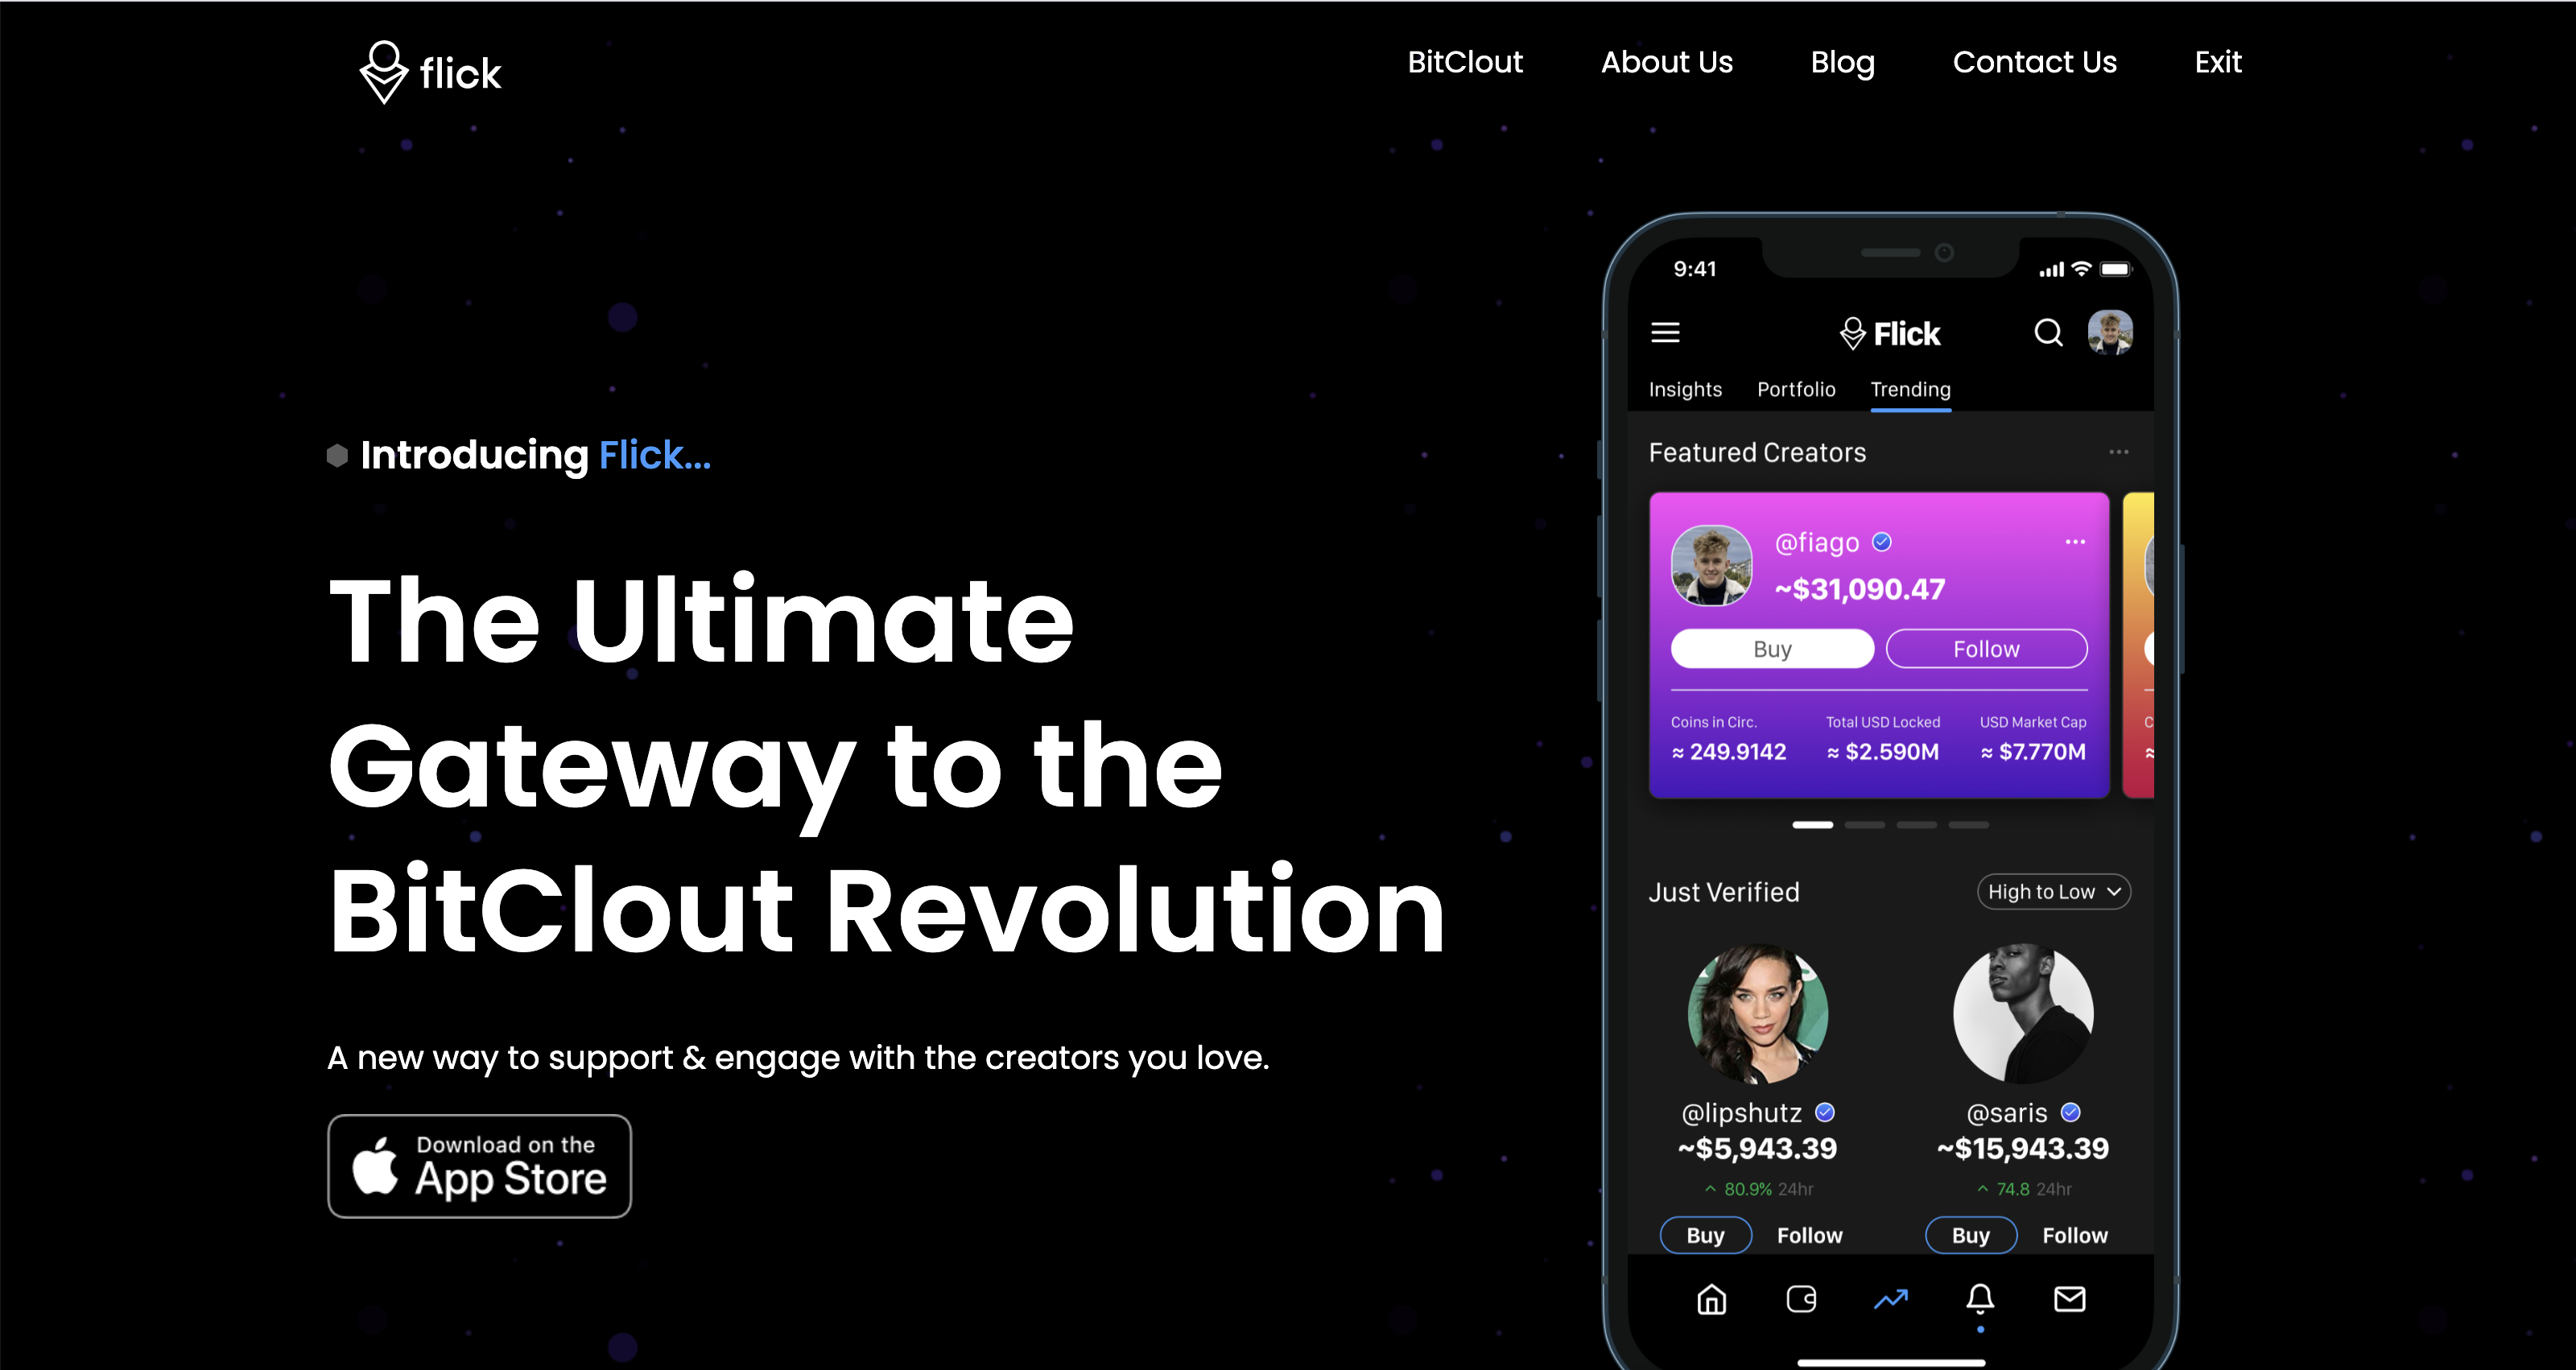 flick
BitClout
About Us
Blog
Contact Us
Exit
Introducing Flick...
The Ultimate
Gateway to the
BitClout Revolution
A new way to support & engage with the creators you love.
Download on the
App Store
9:41
Flick
Insights
Portfolio
Trending
Featured Creators
@fiago
~$31,090.47
Buy
Follow
Coins in Circ.
Total USD Locked
USD Market Cap
≈ 249.9142
≈ $2.590M
≈ $7.770M
C
≈
Just Verified
High to Low
@lipshutz
@saris
~$5,943.39
~$15,943.39
80.9% 24hr
74.8 24hr
Buy
Follow
Buy
Follow